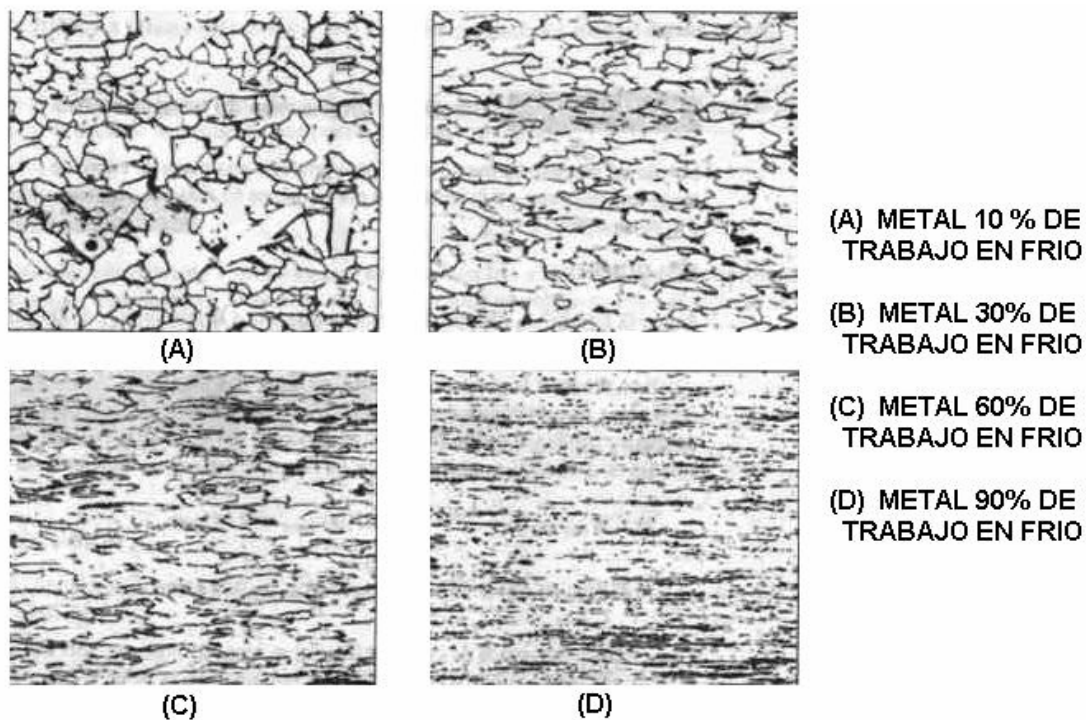 (A) METAL 10 % DE
TRABAJO EN FRIO
(B) METAL 30% DE
TRABAJO EN FRIO
(C) METAL 60% DE
TRABAJO EN FRIO
(D) METAL 90% DE
TRABAJO EN FRIO
(A)
(B)
(C)
(D)